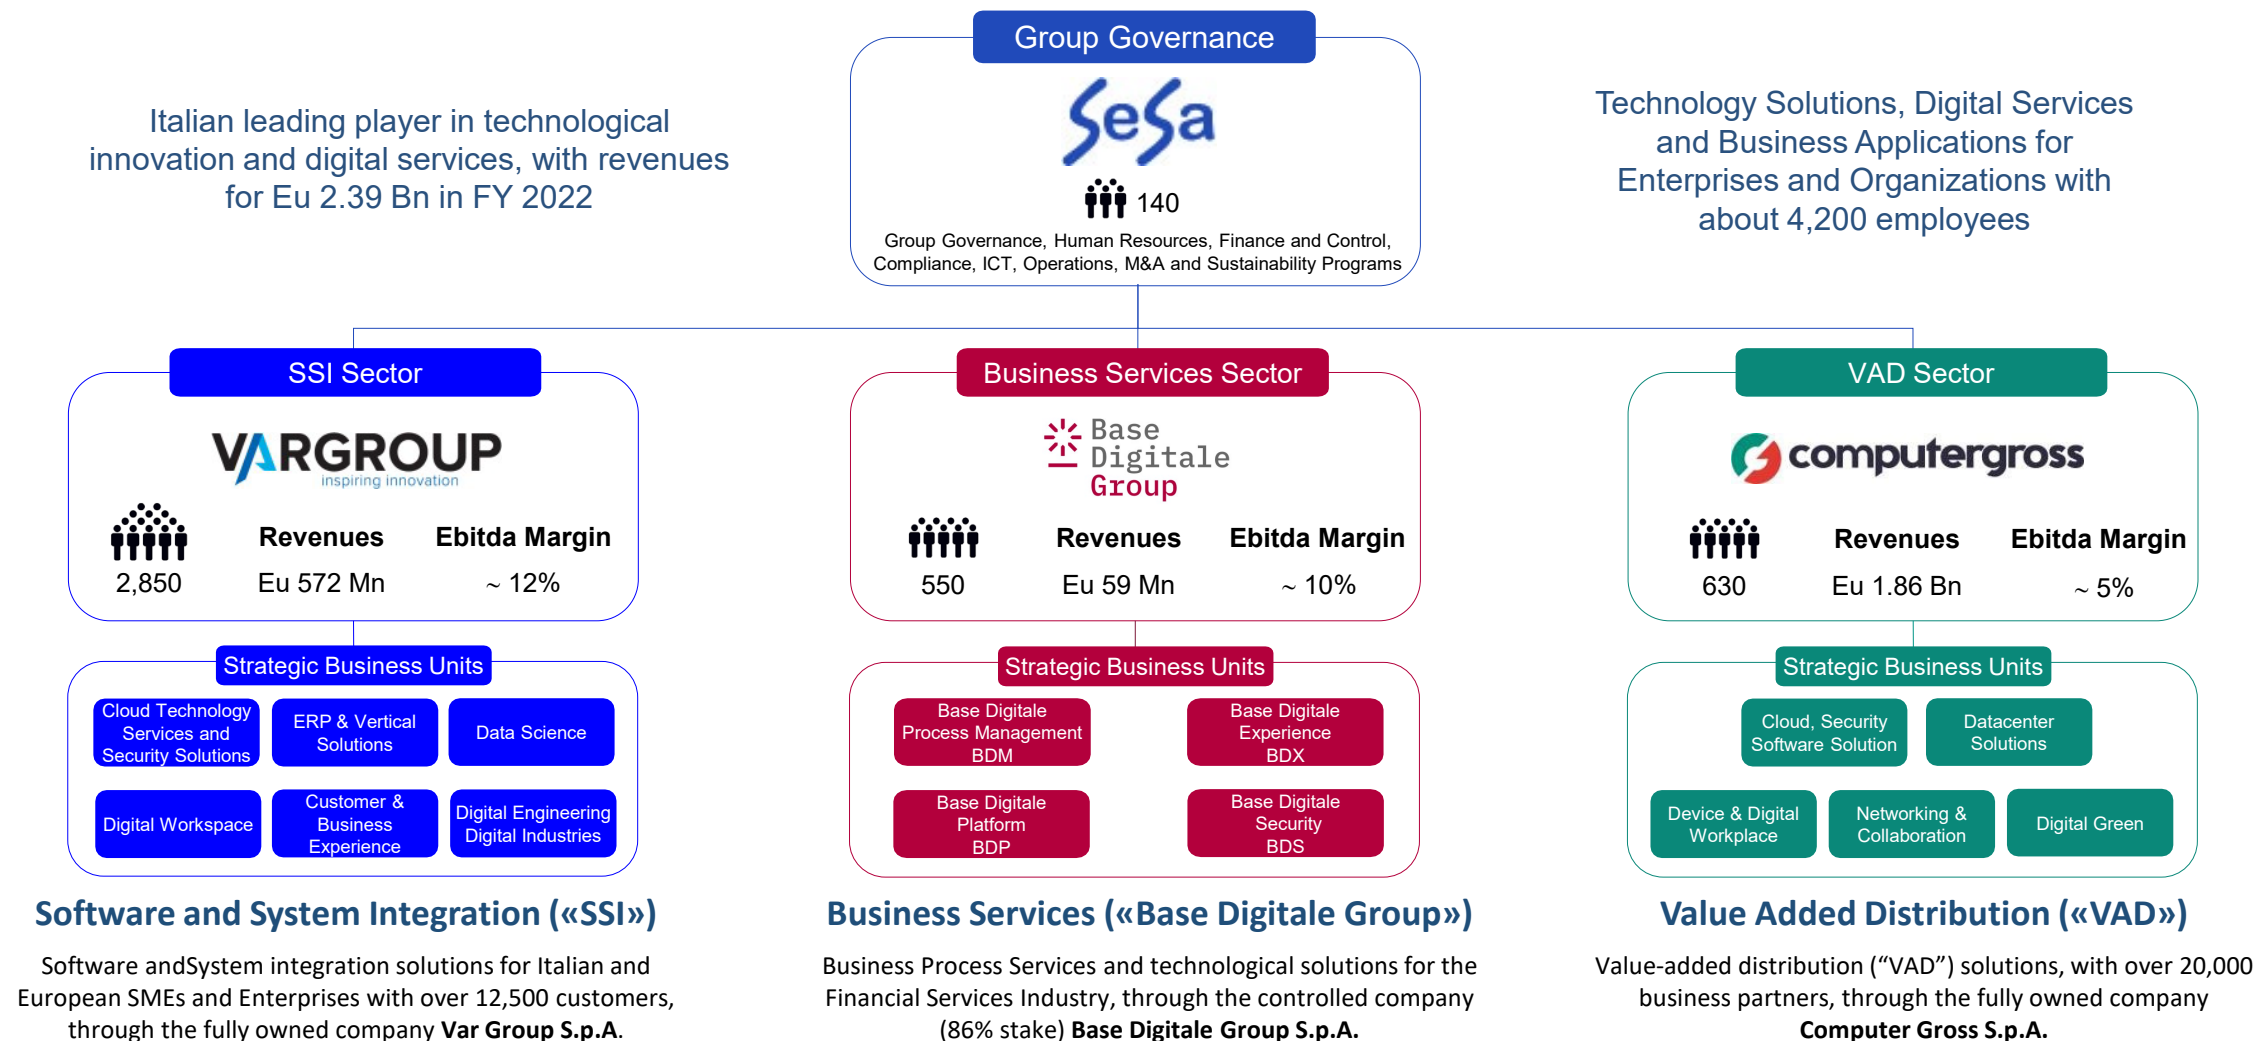 Group Governance
SeSa
140
Group Governance, Human Resources, Finance and Control,
Compliance, ICT, Operations, M&A and Sustainability Programs
Italian leading player in technological
innovation and digital services, with revenues
for Eu 2.39 Bn in FY 2022
Technology Solutions, Digital Services
and Business Applications for
Enterprises and Organizations with
about 4,200 employees
SSI Sector
VARGROUP
inspiring innovation
Revenues
Ebitda Margin
2,850
Eu 572 Mn
~ 12%
Strategic Business Units
Cloud Technology
Services and
Security Solutions
ERP & Vertical
Solutions
Data Science
Digital Workspace
Customer &
Business
Experience
Digital Engineering
Digital Industries
Software and System Integration («SSI»)
Software andSystem integration solutions for Italian and
European SMEs and Enterprises with over 12,500 customers,
through the fully owned company Var Group S.p.A.
Business Services Sector
Base
Digitale
Group
Revenues
Ebitda Margin
550
Eu 59 Mn
~ 10%
Strategic Business Units
Base Digitale
Process Management
BDM
Base Digitale
Experience
BDX
Base Digitale
Platform
BDP
Base Digitale
Security
BDS
Business Services («Base Digitale Group»)
Business Process Services and technological solutions for the
Financial Services Industry, through the controlled company
(86% stake) Base Digitale Group S.p.A.
VAD Sector
computergross
Revenues
Ebitda Margin
630
Eu 1.86 Bn
~ 5%
Strategic Business Units
Cloud, Security
Software Solution
Datacenter
Solutions
Device & Digital
Workplace
Networking &
Collaboration
Digital Green
Value Added Distribution («VAD»)
Value-added distribution (“VAD”) solutions, with over 20,000
business partners, through the fully owned company
Computer Gross S.p.A.